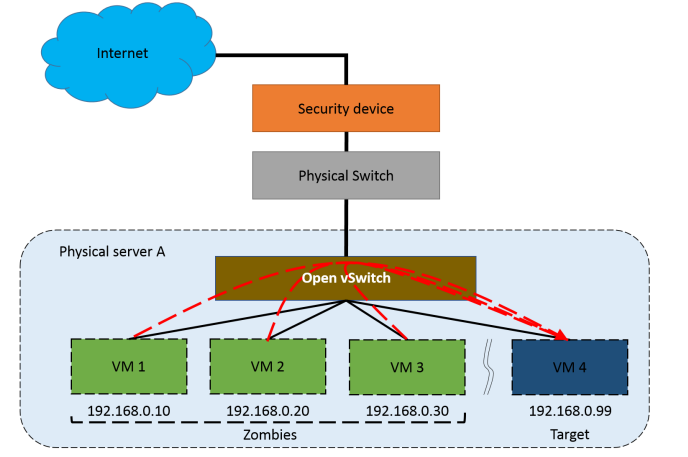 Internet
Security device
Physical Switch
Physical server A
Open vSwitch
VM 1
VM 2
VM 3
VM 4
192.168.0.10
192.168.0.20
192.168.0.30
192.168.0.99
Zombies
Target